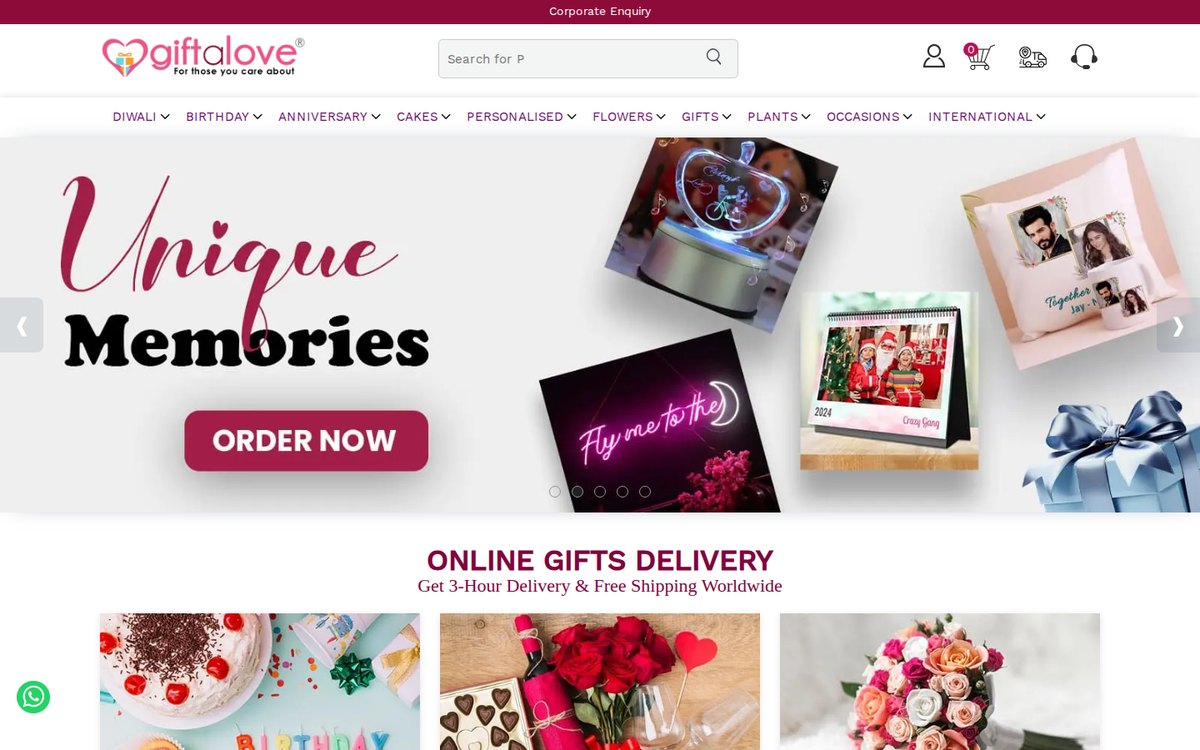 Corporate Enquiry
giftalove®
For those you care about
Search for P
0
DIWALI BIRTHDAY ANNIVERSARY CAKES PERSONALISED FLOWERS GIFTS PLANTS OCCASIONS INTERNATIONAL
Unique
Memories
ORDER NOW
Fly me to the
2024
Crazy Gang
Together
Jay -
ONLINE GIFTS DELIVERY
Get 3-Hour Delivery & Free Shipping Worldwide
BIRTHDAY